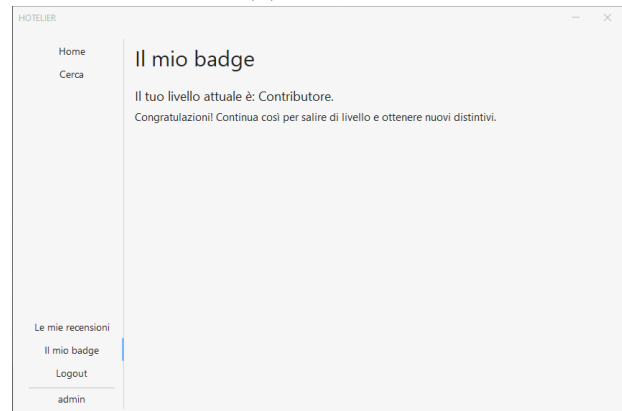 HOTELIER
Home
Cerca
Il mio badge
Il tuo livello attuale è: Contributore.
Congratulazioni! Continua così per salire di livello e ottenere nuovi distintivi.
Le mie recensioni
Il mio badge
Logout
admin